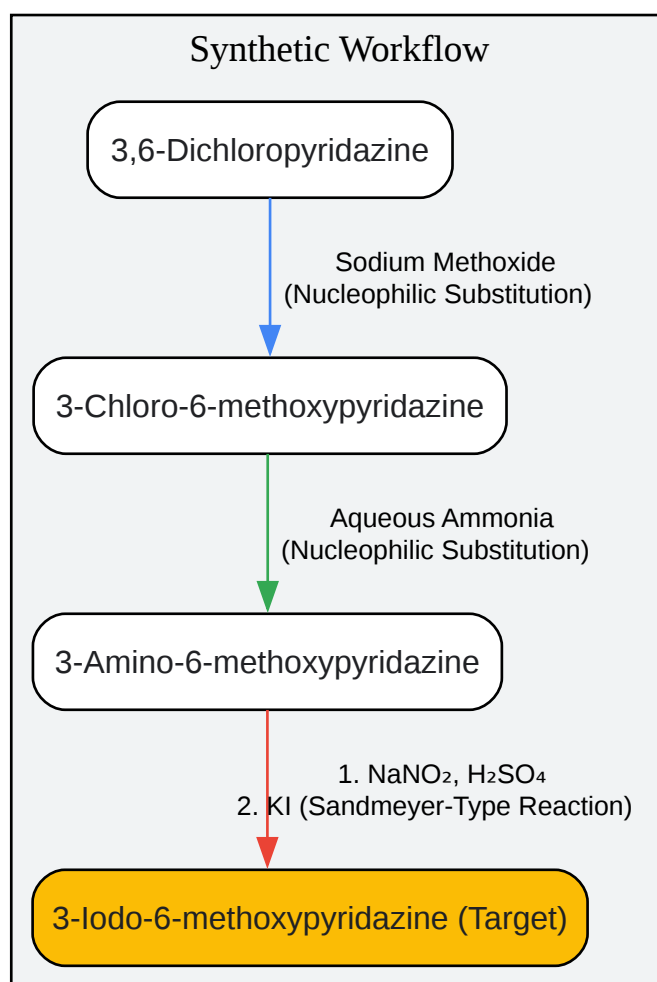 Synthetic Workflow
3,6-Dichloropyridazine
Sodium Methoxide
(Nucleophilic Substitution)
3-Chloro-6-methoxypyridazine
Aqueous Ammonia
(Nucleophilic Substitution)
3-Amino-6-methoxypyridazine
1. NaNO₂, H₂SO₄
2. KI (Sandmeyer-Type Reaction)
3-Iodo-6-methoxypyridazine (Target)